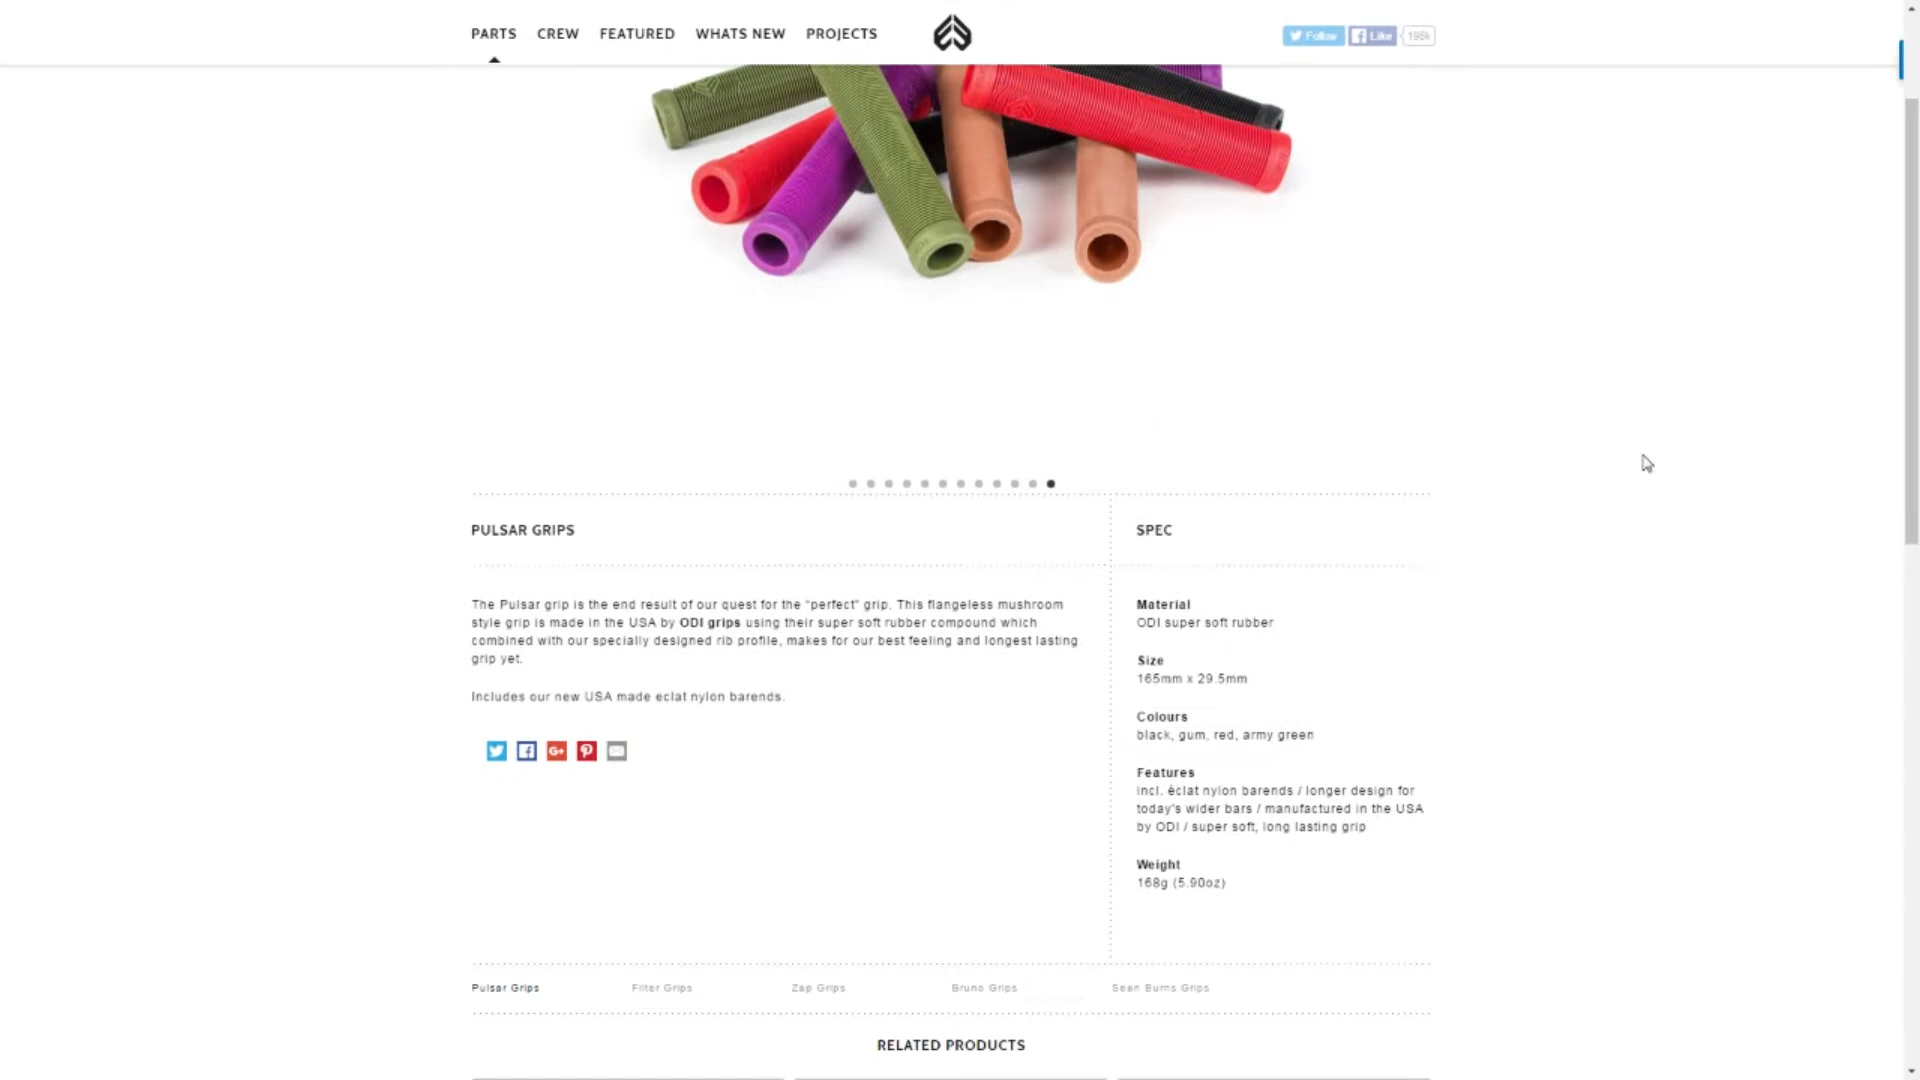 PARTS CREW FEATURED WHATS NEW PROJECTS
Follow Like 198k
PULSAR GRIPS
The Pulsar grip is the end result of our quest for the "perfect" grip. This flangeless mushroom
style grip is made in the USA by ODI grips using their super soft rubber compound which
combined with our specially designed rib profile, makes for our best feeling and longest lasting
grip yet.
Includes our new USA made eclat nylon barends.
SPEC
Material
ODI super soft rubber
Size
165mm x 29.5mm
Colours
black, gum, red, army green
Features
incl. èclat nylon barends / longer design for
today's wider bars / manufactured in the USA
by ODI / super soft, long lasting grip
Weight
168g (5.90oz)
Pulsar Grips Filter Grips Zap Grips Bruno Grips Sean Burns Grips
RELATED PRODUCTS